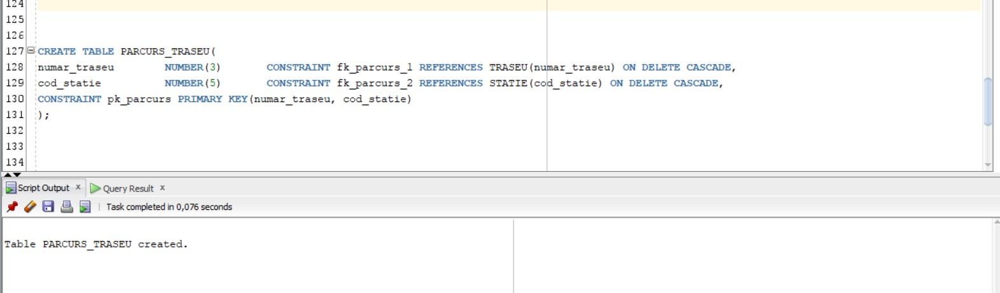 124
125
126
127 CREATE TABLE PARCURS_TRASEU(
128 numar_traseu NUMBER(3) CONSTRAINT fk_parcurs_1 REFERENCES TRASEU(numar_traseu) ON DELETE CASCADE,
129 cod_statie NUMBER(5) CONSTRAINT fk_parcurs_2 REFERENCES STATIE(cod_statie) ON DELETE CASCADE,
130 CONSTRAINT pk_parcurs PRIMARY KEY(numar_traseu, cod_statie)
131 );
132
133
134
Script Output x Query Result x
Task completed in 0,076 seconds
Table PARCURS_TRASEU created.